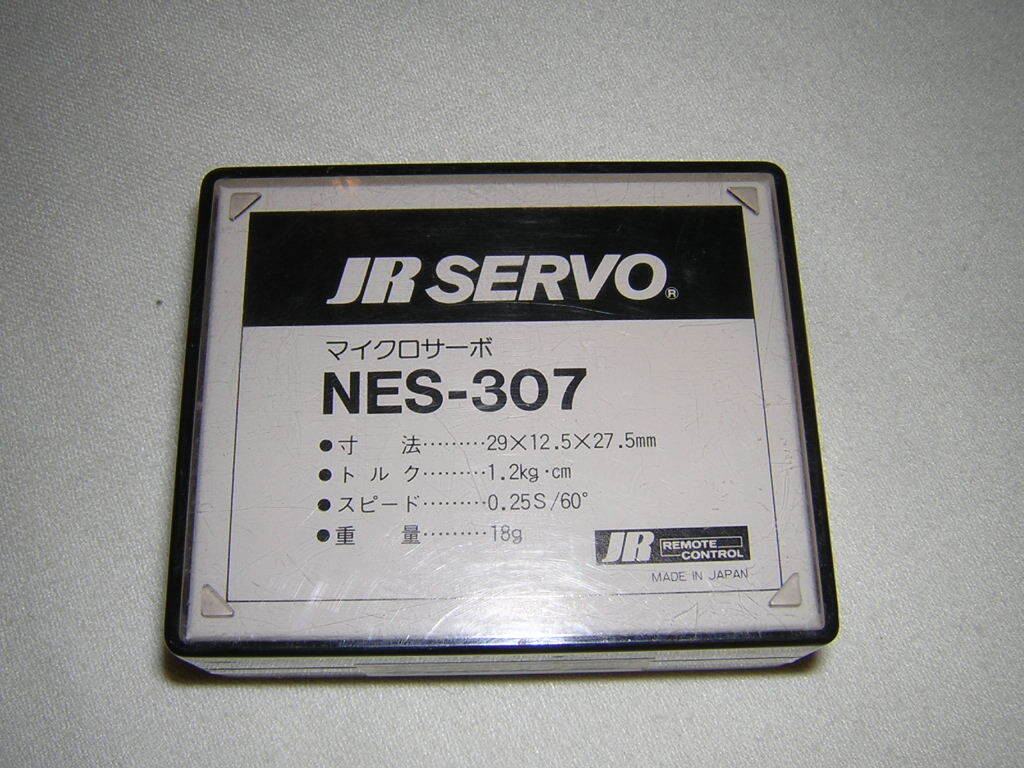 JR SERVO®
マイクロサーボ
NES-307
●寸　法………29×12.5×27.5mm
●トルク………1.2kg·cm
●スピード………0.25S/60°
●重　量………18g
JR REMOTE CONTROL
MADE IN JAPAN